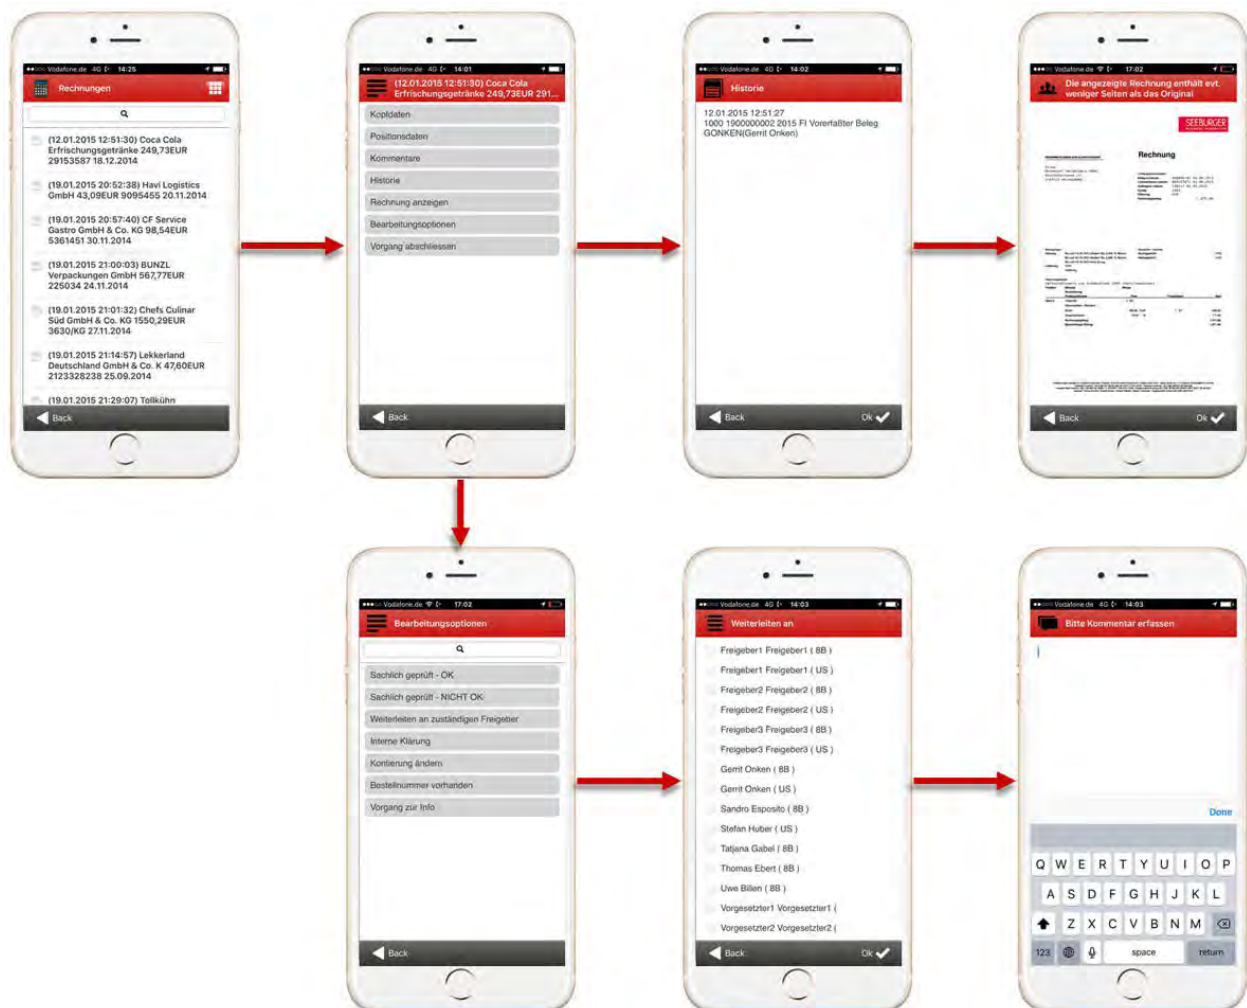 Vodafone.de 4G 14:25
Rechnungen
(12.01.2015 12:51:30) Coca Cola
Erfrischungsgetränke 249,73EUR
29153587 18.12.2014
(19.01.2015 20:52:38) Havi Logistics
GmbH 43,09EUR 9095455 20.11.2014
(19.01.2015 20:57:40) CF Service
Gastro GmbH & Co. KG 98,54EUR
5361451 30.11.2014
(19.01.2015 21:00:03) BUNZL
Verpackungen GmbH 567,77EUR
225034 24.11.2014
(19.01.2015 21:01:32) Chefs Culinar
Süd GmbH & Co. KG 1550,29EUR
3630/KG 27.11.2014
(19.01.2015 21:14:57) Lekkerland
Deutschland GmbH & Co. K 47,60EUR
2123328238 25.09.2014
(19.01.2015 21:29:07) Tollkühn
Back
Vodafone.de 4G 14:01
(12.01.2015 12:51:30) Coca Cola
Erfrischungsgetränke 249,73EUR 291...
Kopfdaten
Positionsdaten
Kommentare
Historie
Rechnung anzeigen
Bearbeitungsoptionen
Vorgang abschliessen
Back
Vodafone.de 4G 14:02
Historie
12.01.2015 12:51:27
1000 1900000002 2015 FI Vorerfaßter Beleg
GONKEN(Gerrit Onken)
Back Ok
Vodafone.de 17:02
Die angezeigte Rechnung enthält evt.
weniger Seiten als das Original
SEEBURGER
Rechnung
Back Ok
Vodafone.de 17:02
Bearbeitungsoptionen
Sachlich geprüft - OK
Sachlich geprüft - NICHT OK
Weiterleiten an zuständigen Freigeber
Interne Klärung
Kontierung ändern
Bestellnummer vorhanden
Vorgang zur Info
Back
Vodafone.de 4G 14:03
Weiterleiten an
Freigeber1 Freigeber1 ( 8B )
Freigeber1 Freigeber1 ( US )
Freigeber2 Freigeber2 ( 8B )
Freigeber2 Freigeber2 ( US )
Freigeber3 Freigeber3 ( 8B )
Freigeber3 Freigeber3 ( US )
Gerrit Onken ( 8B )
Gerrit Onken ( US )
Sandro Esposito ( 8B )
Stefan Huber ( US )
Tatjana Gabel ( 8B )
Thomas Ebert ( 8B )
Uwe Billen ( 8B )
Vorgesetzter1 Vorgesetzter1 (
Vorgesetzter2 Vorgesetzter2 (
Back Ok
Vodafone.de 4G 14:03
Bitte Kommentar erfassen
Done
Q W E R T Y U I O P
A S D F G H J K L
Z X C V B N M
123 space return